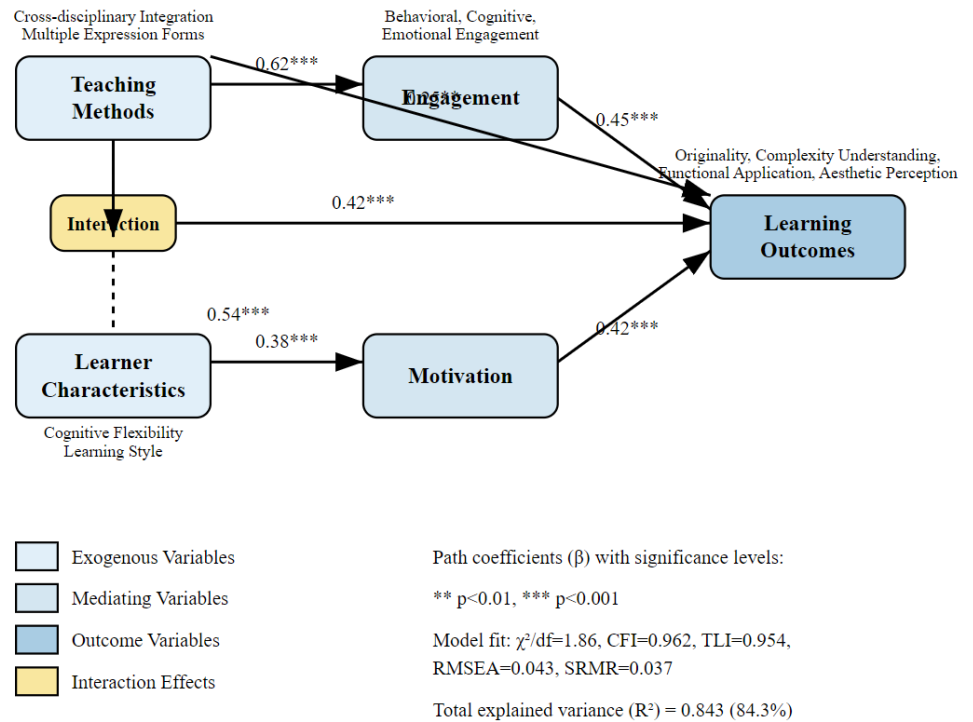 Cross-disciplinary Integration
Multiple Expression Forms
Behavioral, Cognitive,
Emotional Engagement
Teaching
Methods
0.62***
Engagement
0.45***
Originality, Complexity Understanding,
Functional Application, Aesthetic Perception
Interaction
0.42***
Learning
Outcomes
0.54***
0.38***
Learner
Characteristics
Motivation
0.42***
Cognitive Flexibility
Learning Style
Exogenous Variables
Mediating Variables
Outcome Variables
Interaction Effects
Path coefficients (β) with significance levels:
** p<0.01, *** p<0.001
Model fit: χ²/df=1.86, CFI=0.962, TLI=0.954,
RMSEA=0.043, SRMR=0.037
Total explained variance (R²) = 0.843 (84.3%)